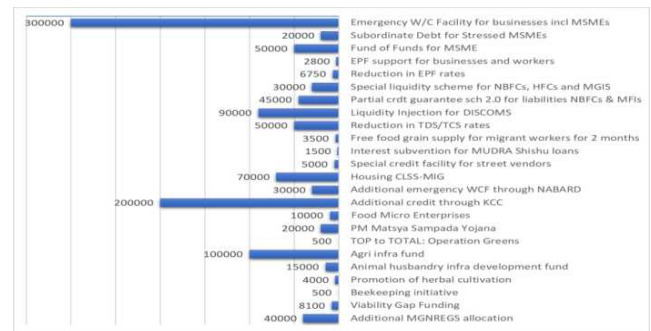 300000 Emergency W/C Facility for businesses incl MSMEs
20000 Subordinate Debt for Stressed MSMEs
50000 Fund of Funds for MSME
2800 EPF support for businesses and workers
6750 Reduction in EPF rates
30000 Special liquidity scheme for NBFCs, HFCs and MGIS
45000 Partial crdt guarantee sch 2.0 for liabilities NBFCs & MFIs
90000 Liquidity Injection for DISCOMS
50000 Reduction in TDS/TCS rates
3500 Free food grain supply for migrant workers for 2 months
1500 Interest subvention for MUDRA Shishu loans
5000 Special credit facility for street vendors
70000 Housing CLSS-MIG
30000 Additional emergency WCF through NABARD
200000 Additional credit through KCC
10000 Food Micro Enterprises
20000 PM Matsya Sampada Yojana
500 TOP to TOTAL: Operation Greens
100000 Agri infra fund
15000 Animal husbandry infra development fund
4000 Promotion of herbal cultivation
500 Beekeeping initiative
8100 Viability Gap Funding
40000 Additional MGNREGS allocation